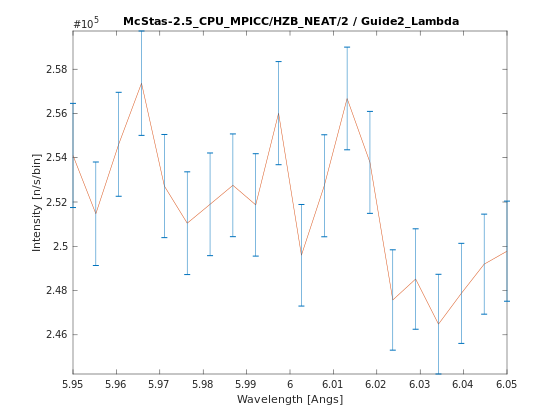 McStas-2.5_CPU_MPICC/HZB_NEAT/2 / Guide2_Lambda
#10^5
2.58
2.56
2.54
2.52
2.5
2.48
2.46
Intensity [n/s/bin]
5.95 5.96 5.97 5.98 5.99 6 6.01 6.02 6.03 6.04 6.05
Wavelength [Angs]